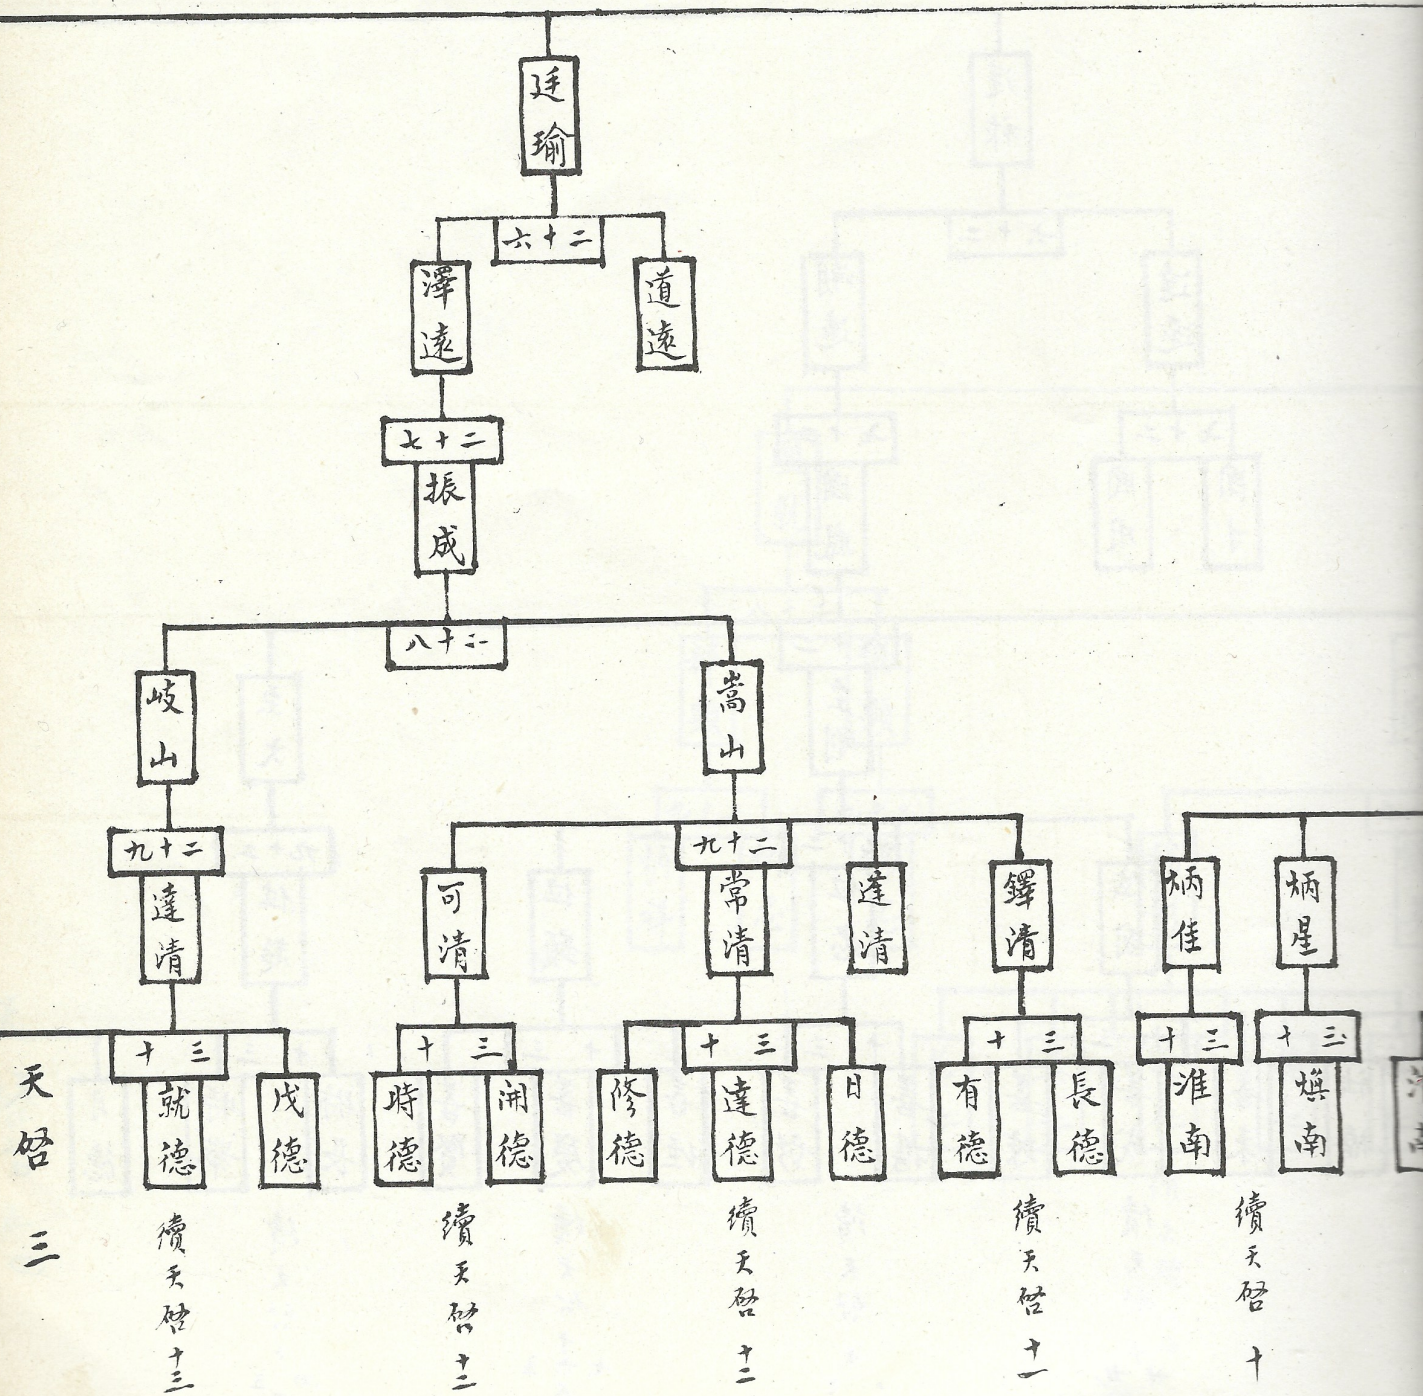 廷瑜
二十六
道遠
澤遠
二十七
振成
二十八
嵩山
岐山
炳星
炳佳
鐸清
蓬清
二十九
常清
可清
二十九
達清
三十
煥南
三十
淮南
三十
長德
有德
三十
日德
達德
修德
三十
開德
時德
三十
戊德
就德
續天啓十
續天啓十一
續天啓十二
續天啓十二
續天啓十三
天啓 三